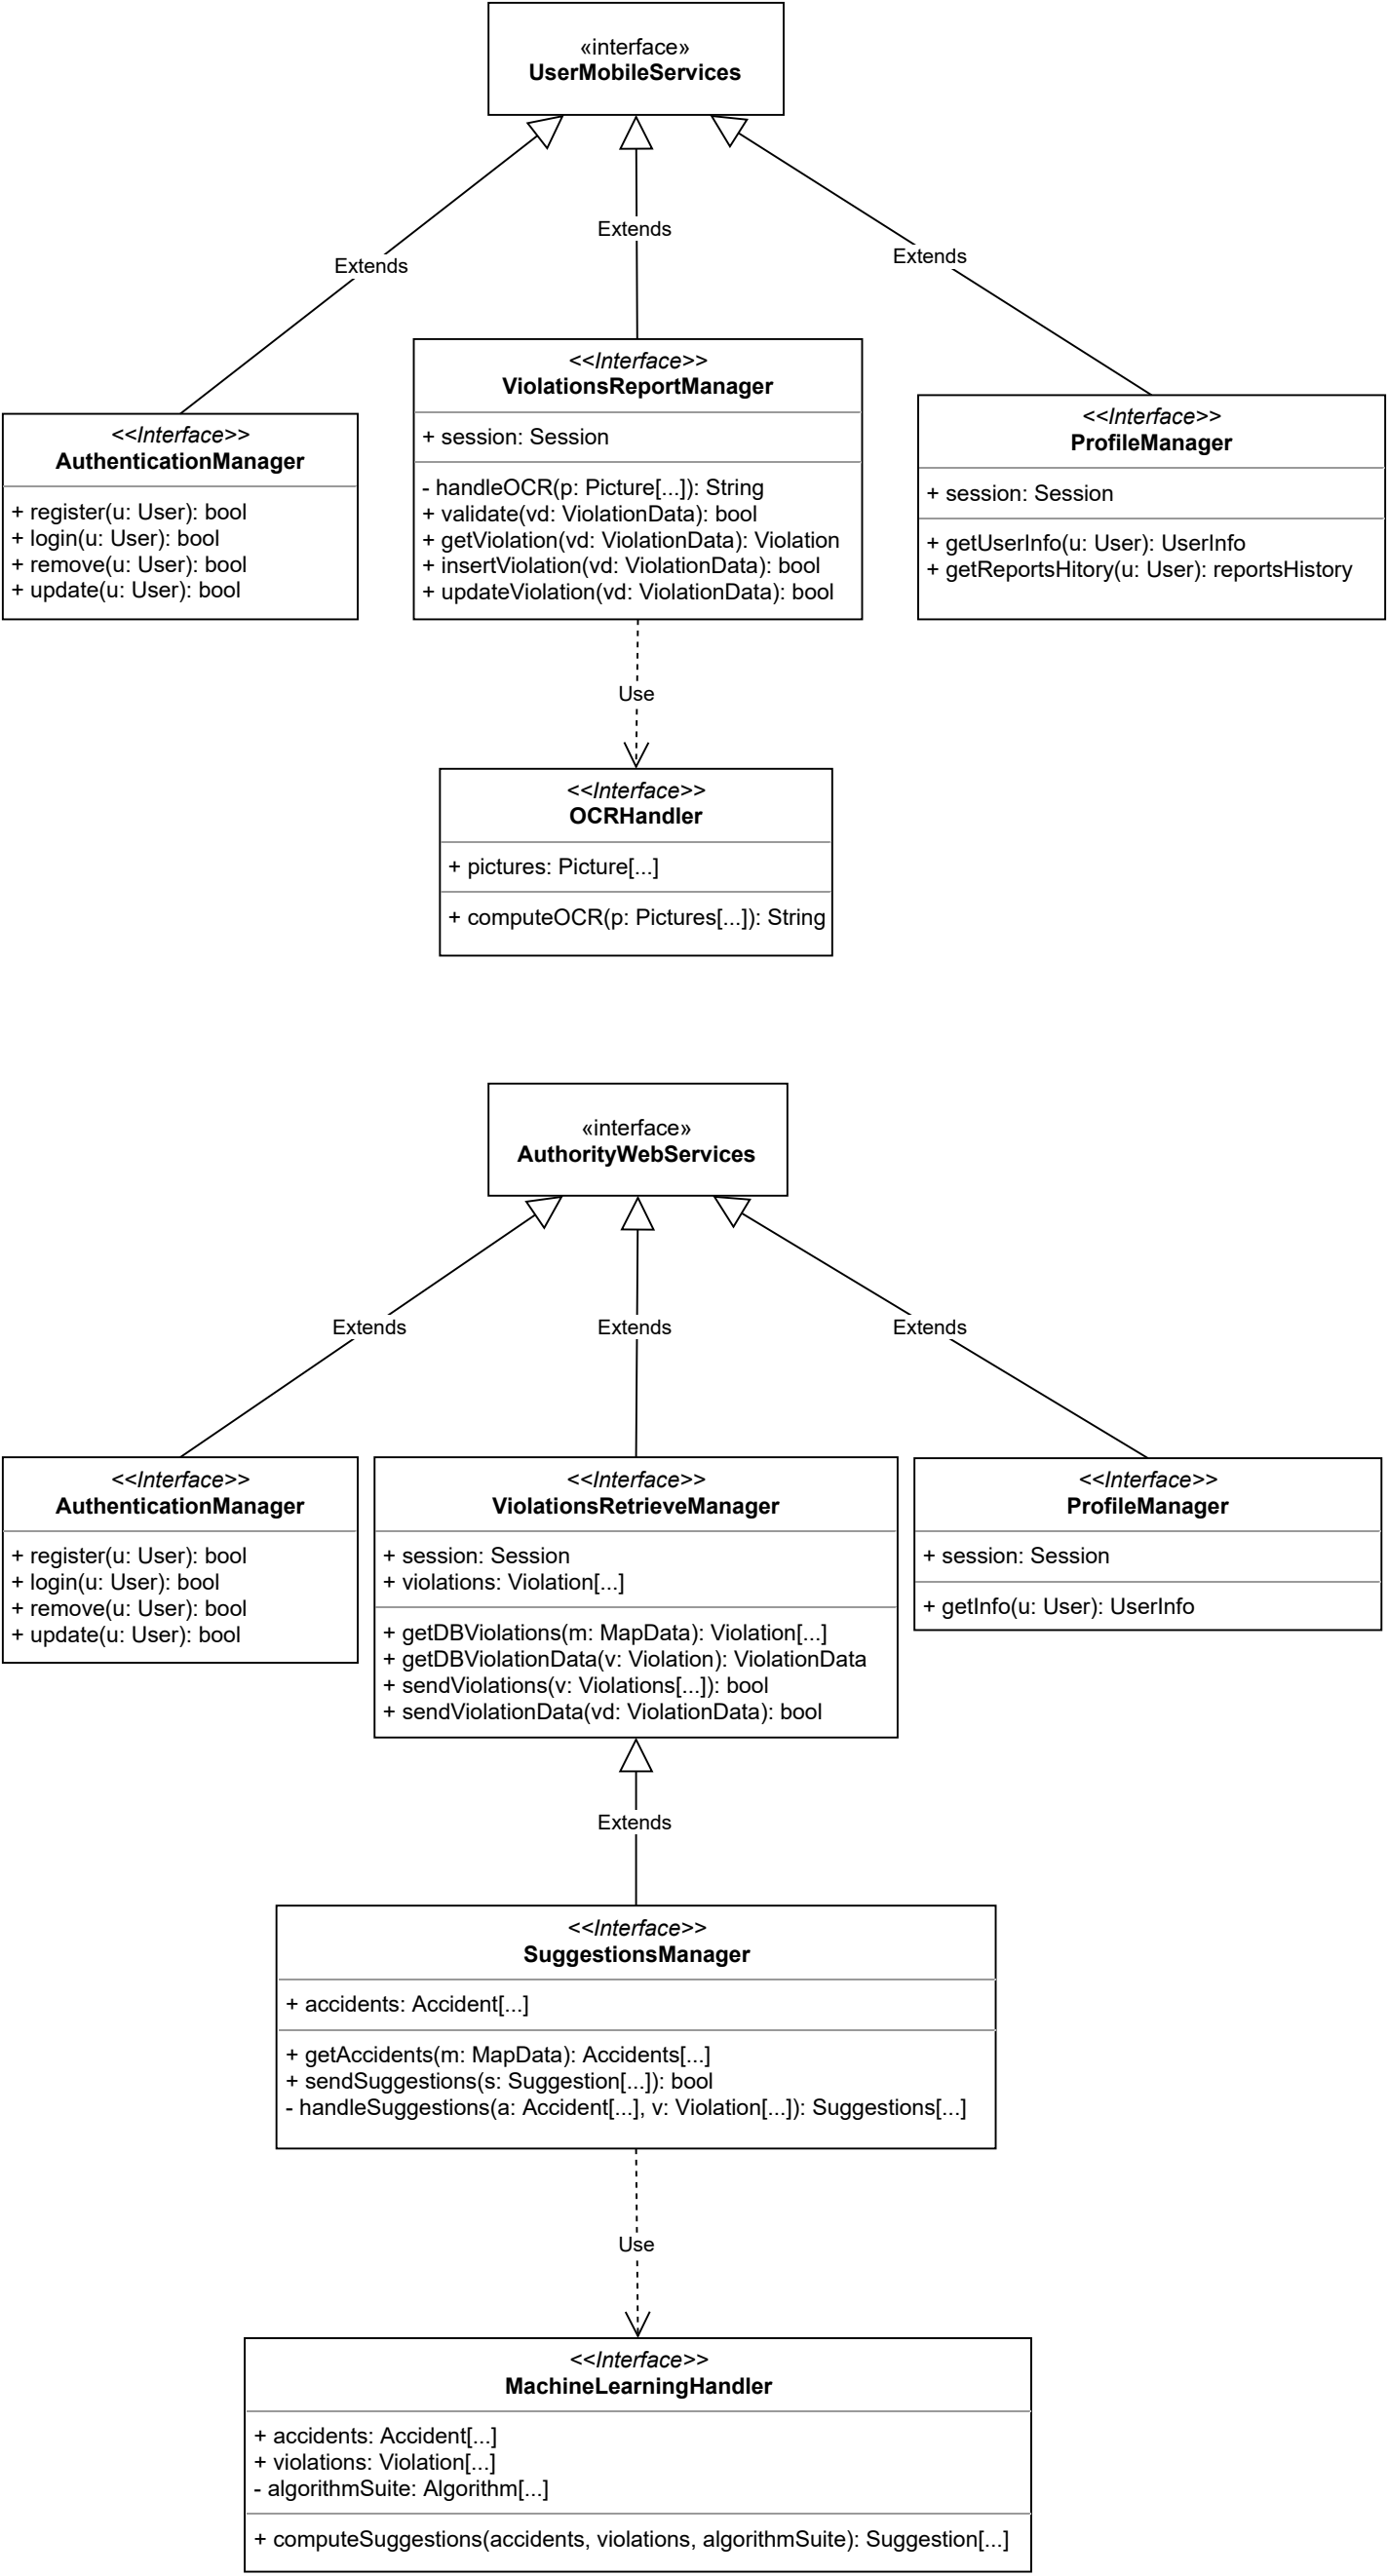 «interface»
UserMobileServices
Extends
Extends
Extends
<<Interface>>
AuthenticationManager
+ register(u: User): bool
+ login(u: User): bool
+ remove(u: User): bool
+ update(u: User): bool
<<Interface>>
ViolationsReportManager
+ session: Session
- handleOCR(p: Picture[...]): String
+ validate(vd: ViolationData): bool
+ getViolation(vd: ViolationData): Violation
+ insertViolation(vd: ViolationData): bool
+ updateViolation(vd: ViolationData): bool
<<Interface>>
ProfileManager
+ session: Session
+ getUserInfo(u: User): UserInfo
+ getReportsHitory(u: User): reportsHistory
Use
<<Interface>>
OCRHandler
+ pictures: Picture[...]
+ computeOCR(p: Pictures[...]): String
«interface»
AuthorityWebServices
Extends
Extends
Extends
<<Interface>>
AuthenticationManager
+ register(u: User): bool
+ login(u: User): bool
+ remove(u: User): bool
+ update(u: User): bool
<<Interface>>
ViolationsRetrieveManager
+ session: Session
+ violations: Violation[...]
+ getDBViolations(m: MapData): Violation[...]
+ getDBViolationData(v: Violation): ViolationData
+ sendViolations(v: Violations[...]): bool
+ sendViolationData(vd: ViolationData): bool
<<Interface>>
ProfileManager
+ session: Session
+ getInfo(u: User): UserInfo
Extends
<<Interface>>
SuggestionsManager
+ accidents: Accident[...]
+ getAccidents(m: MapData): Accidents[...]
+ sendSuggestions(s: Suggestion[...]): bool
- handleSuggestions(a: Accident[...], v: Violation[...]): Suggestions[...]
Use
<<Interface>>
MachineLearningHandler
+ accidents: Accident[...]
+ violations: Violation[...]
- algorithmSuite: Algorithm[...]
+ computeSuggestions(accidents, violations, algorithmSuite): Suggestion[...]